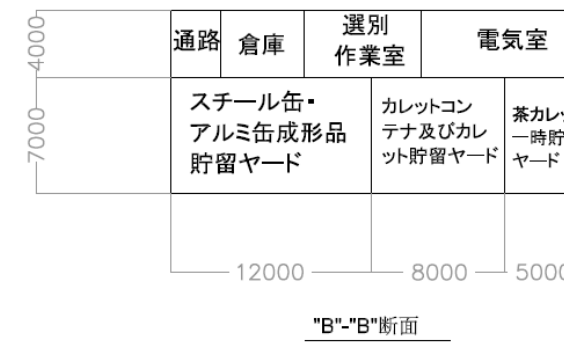 4000
通路
倉庫
選別
作業室
電気室
7000
スチール缶・
アルミ缶成形品
貯留ヤード
カレットコン
テナ及びカレ
ット貯留ヤード
茶カレッ
一時貯
ヤード
12000
8000
5000
"B"-"B"断面